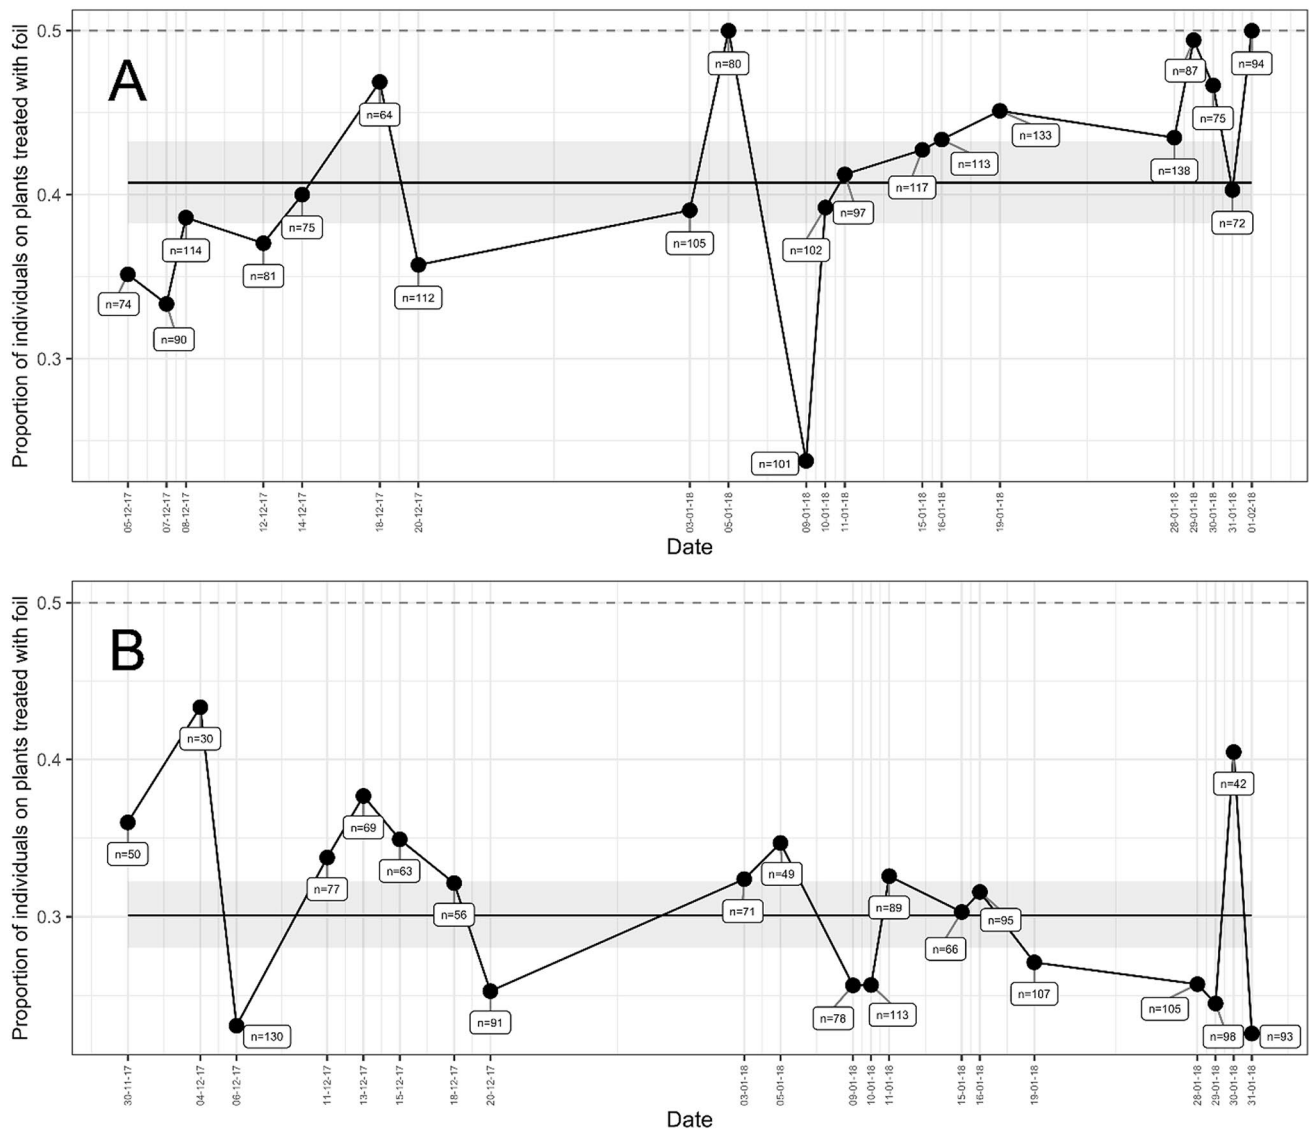 A
Proportion of individuals on plants treated with foil
0.5
0.4
0.3
n=74
n=90
n=114
n=81
n=75
n=64
n=112
n=105
n=80
n=101
n=102
n=97
n=117
n=113
n=133
n=138
n=87
n=75
n=72
n=94
05-12-17
07-12-17
08-12-17
12-12-17
14-12-17
18-12-17
20-12-17
03-01-18
05-01-18
09-01-18
10-01-18
11-01-18
15-01-18
16-01-18
19-01-18
28-01-18
29-01-18
30-01-18
31-01-18
01-02-18
Date
B
Proportion of individuals on plants treated with foil
0.5
0.4
0.3
n=50
n=30
n=130
n=77
n=69
n=63
n=56
n=91
n=71
n=49
n=78
n=113
n=89
n=66
n=95
n=107
n=105
n=98
n=42
n=93
30-11-17
04-12-17
06-12-17
11-12-17
13-12-17
15-12-17
18-12-17
20-12-17
03-01-18
05-01-18
09-01-18
10-01-18
11-01-18
15-01-18
16-01-18
19-01-18
28-01-18
29-01-18
30-01-18
31-01-18
Date